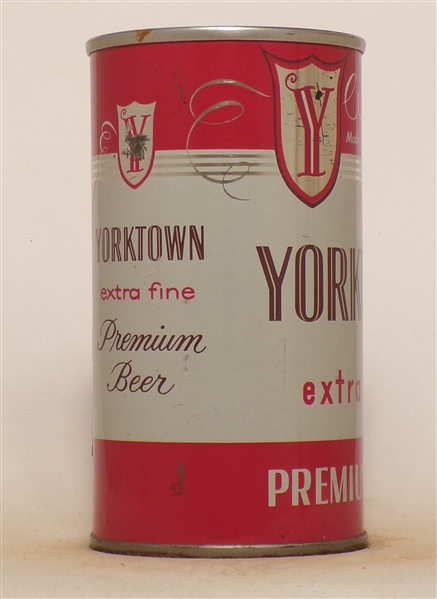 Y
YORKTOWN
extra fine
Premium
Beer
Y
YORK
extra
PREMIU